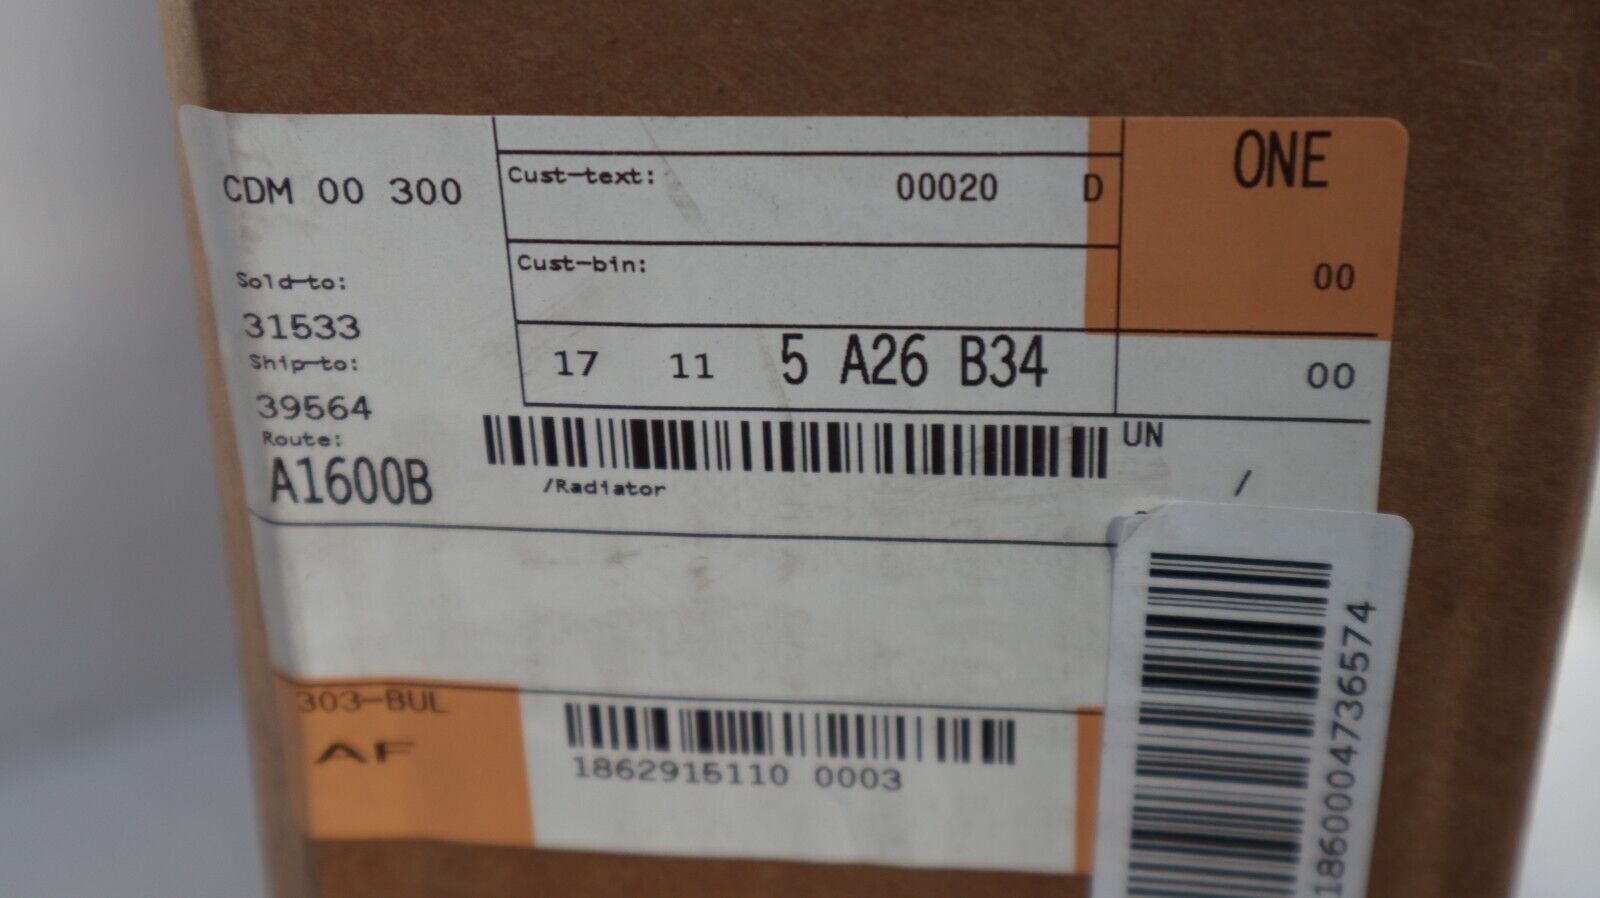 CDM 00 300
Cust-text: 00020 D
ONE
00
Cust-bin:
Sold-to:
31533
Ship-to:
39564
Route:
A1600B
17 11 5 A26 B34
00
UN
/
/Radiator
303-BUL
AF
1862915110 0003
1860004736574